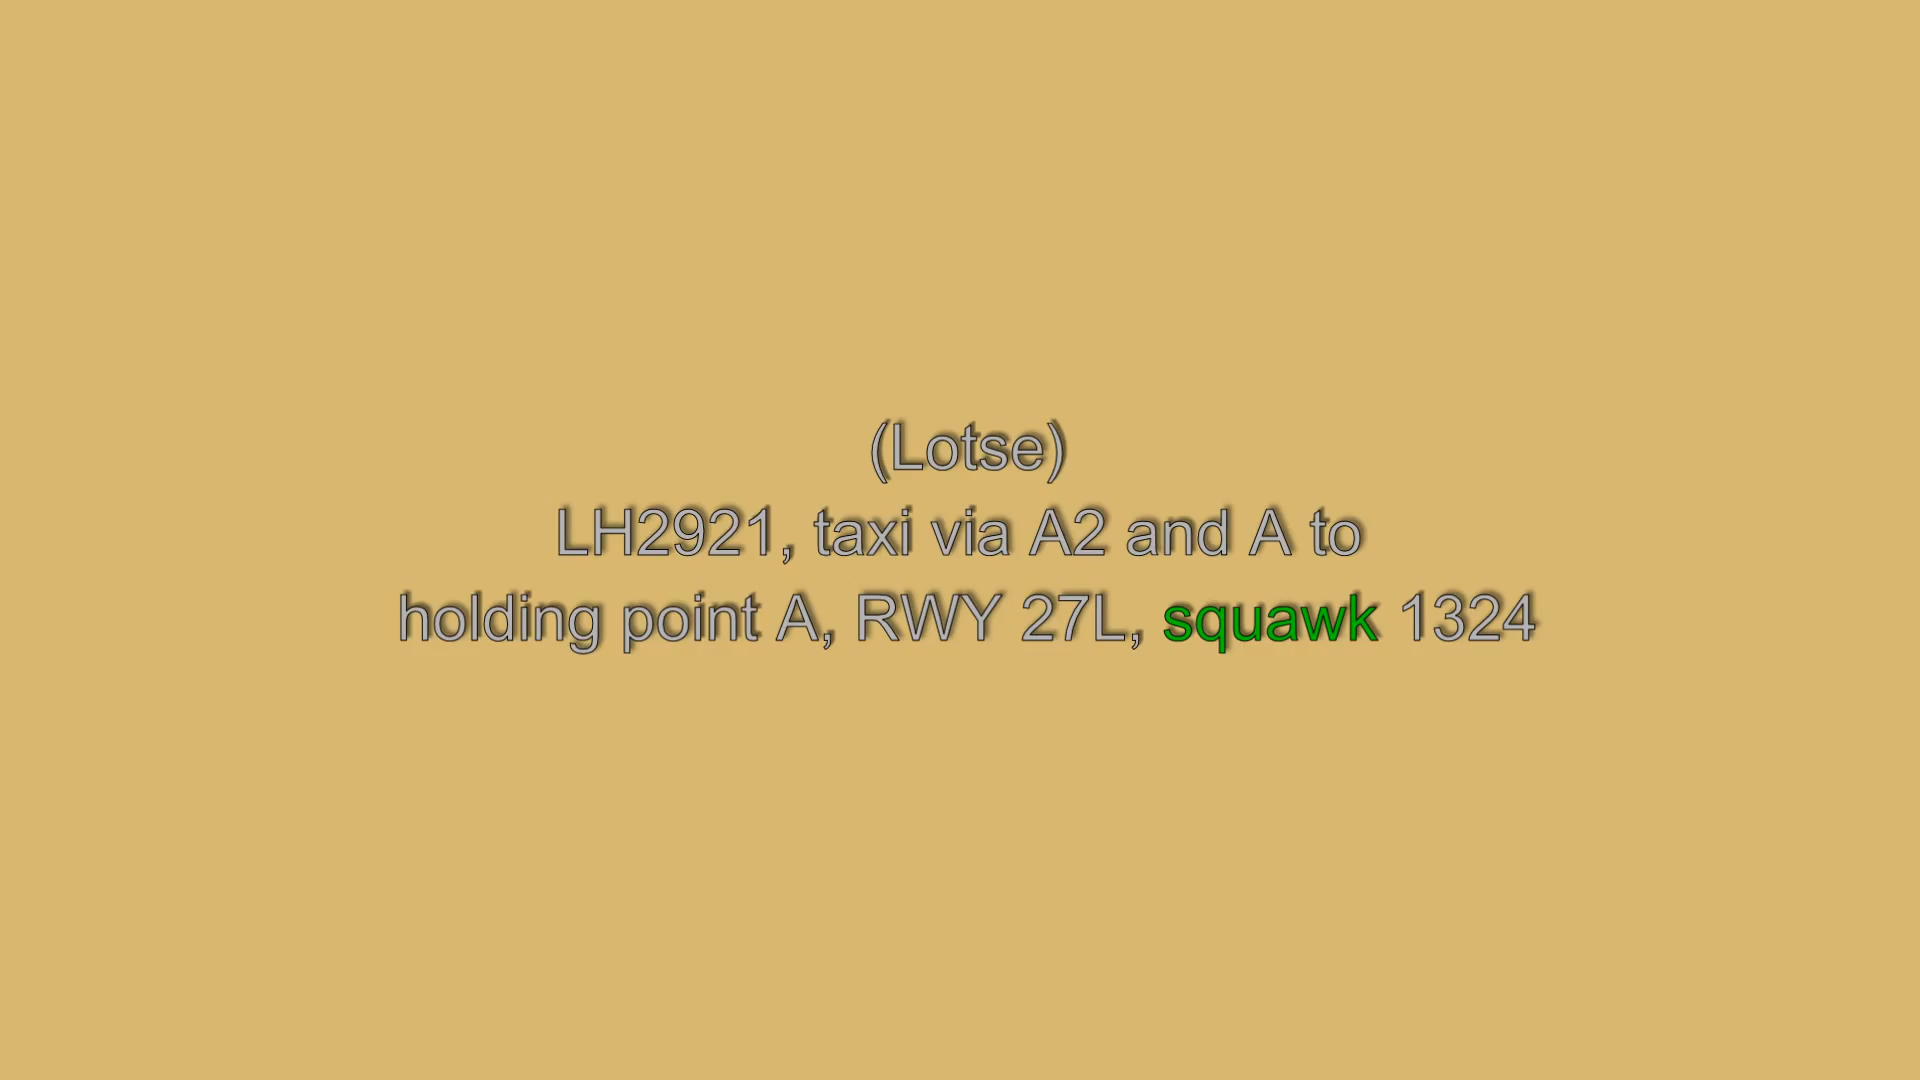 (Lotse)
LH2921, taxi via A2 and A to
holding point A, RWY 27L, squawk 1324